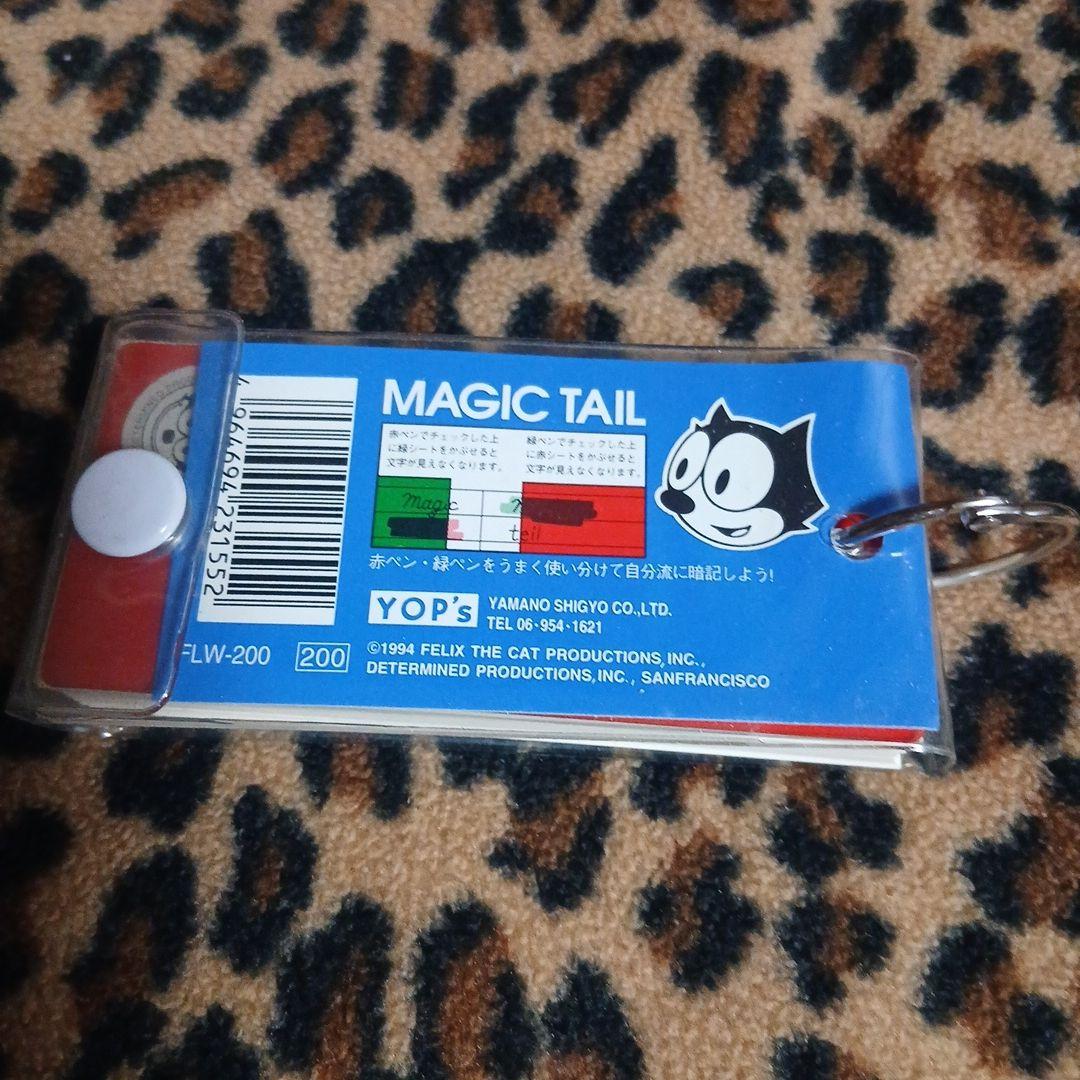 MAGIC TAIL
赤ペンでチェックした上
に緑シートをかぶせると
文字が見えなくなります。
緑ペンでチェックした上
に赤シートをかぶせると
文字が見えなくなります。
Magic
teil
赤ペン・緑ペンをうまく使い分けて自分流に暗記しよう!
YOP's
YAMANO SHIGYO CO.,LTD.
TEL 06・954・1621
4 964694 231552
FLW-200 200
©1994 FELIX THE CAT PRODUCTIONS, INC.,
DETERMINED PRODUCTIONS, INC., SANFRANCISCO